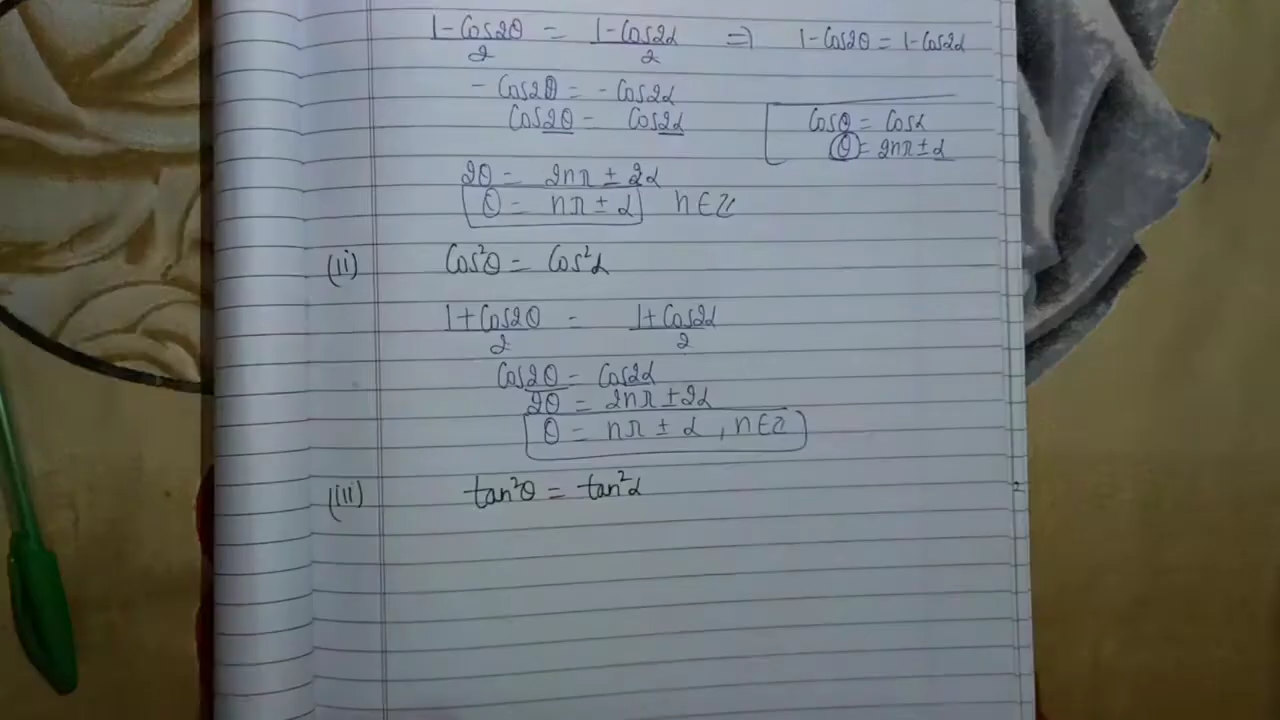 1-Cos2θ/2 = 1-Cos2α/2 ⇒ 1-Cos2θ = 1-Cos2α
-Cos2θ = -Cos2α
Cos2θ = Cos2α
Cosθ = Cosα
θ = 2nπ ± α
2θ = 2nπ ± 2α
θ = nπ ± α n∈Z
(ii) Cos²θ = Cos²α
1+Cos2θ/2 = 1+Cos2α/2
Cos2θ = Cos2α
2θ = 2nπ ± 2α
θ = nπ ± α, n∈Z
(iii) tan²θ = tan²α